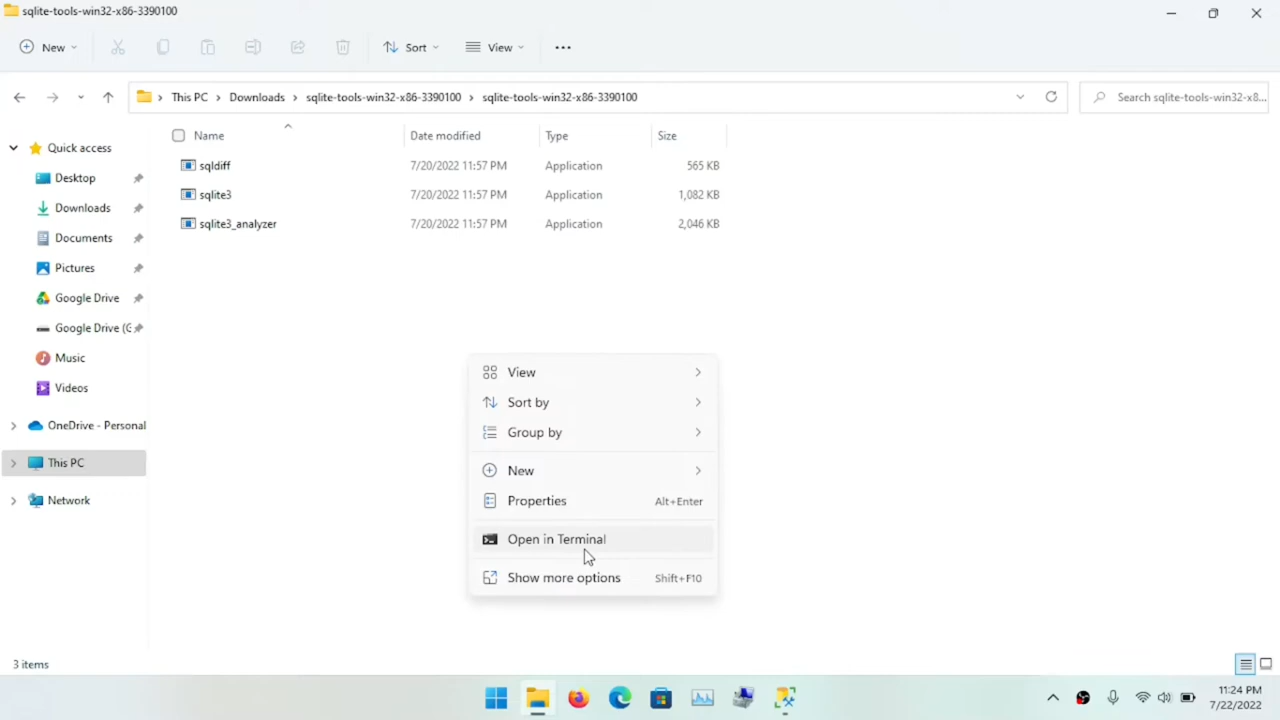 sqlite-tools-win32-x86-3390100
New
Sort
View
This PC > Downloads > sqlite-tools-win32-x86-3390100 > sqlite-tools-win32-x86-3390100
Search sqlite-tools-win32-x8...
Name Date modified Type Size
Quick access
Desktop
Downloads
Documents
Pictures
Google Drive
Google Drive (G
Music
Videos
OneDrive - Personal
This PC
Network
sqldiff 7/20/2022 11:57 PM Application 565 KB
sqlite3 7/20/2022 11:57 PM Application 1,082 KB
sqlite3_analyzer 7/20/2022 11:57 PM Application 2,046 KB
View
Sort by
Group by
New
Properties Alt+Enter
Open in Terminal
Show more options Shift+F10
3 items
11:24 PM
7/22/2022